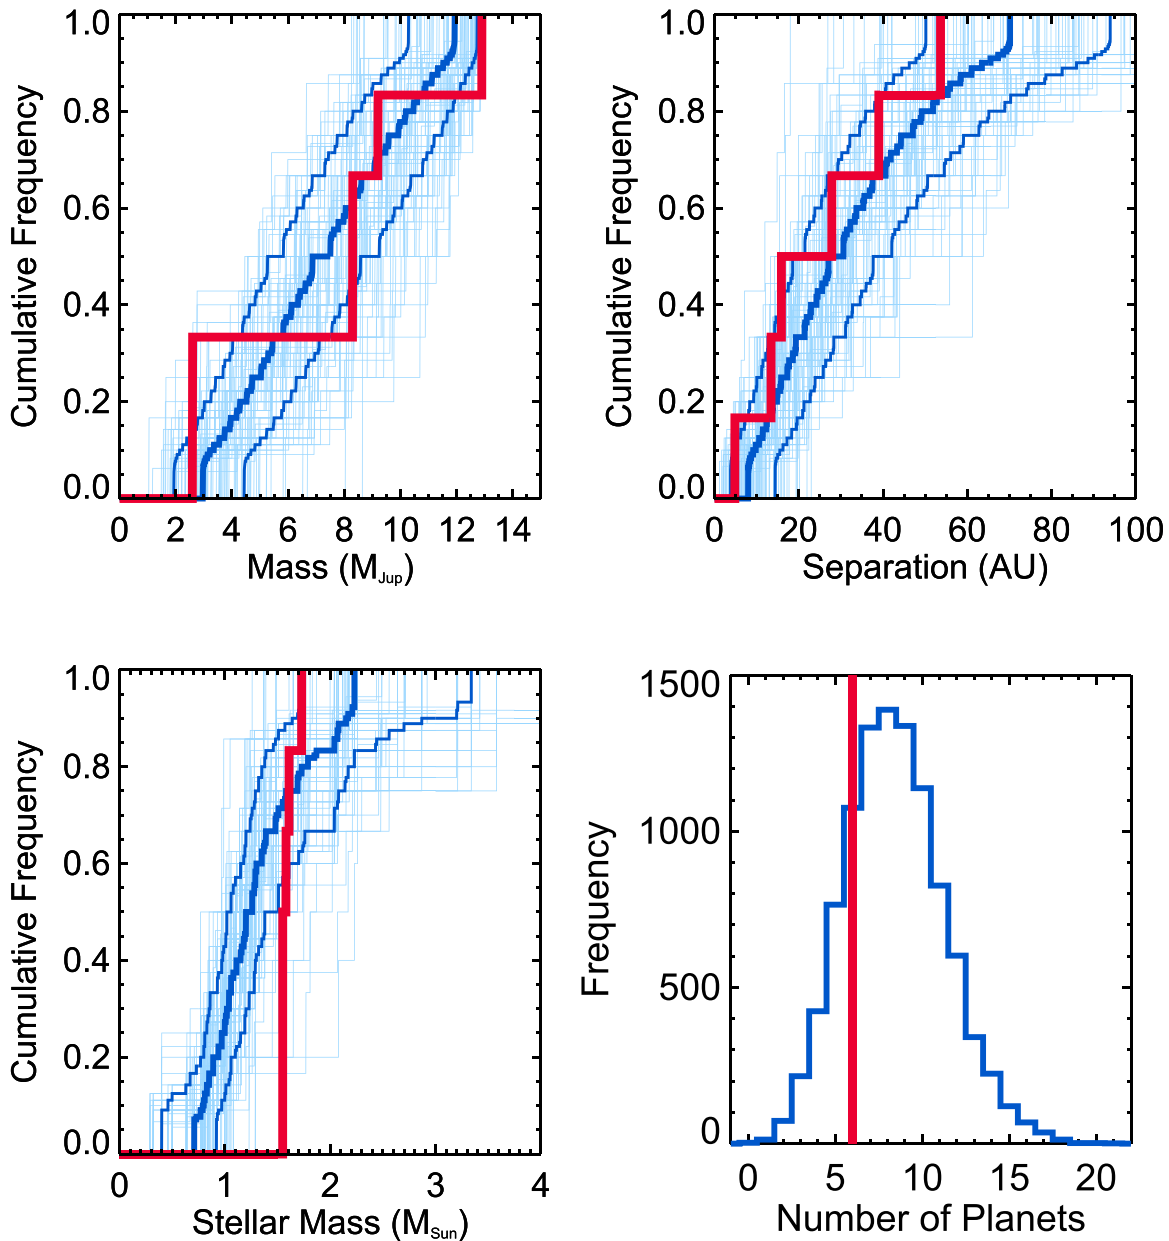 Cumulative Frequency
1.0
0.8
0.6
0.4
0.2
0.0
0 2 4 6 8 10 12 14
Mass (MJup)
Cumulative Frequency
1.0
0.8
0.6
0.4
0.2
0.0
0 20 40 60 80 100
Separation (AU)
Cumulative Frequency
1.0
0.8
0.6
0.4
0.2
0.0
0 1 2 3 4
Stellar Mass (MSun)
Frequency
1500
1000
500
0
0 5 10 15 20
Number of Planets